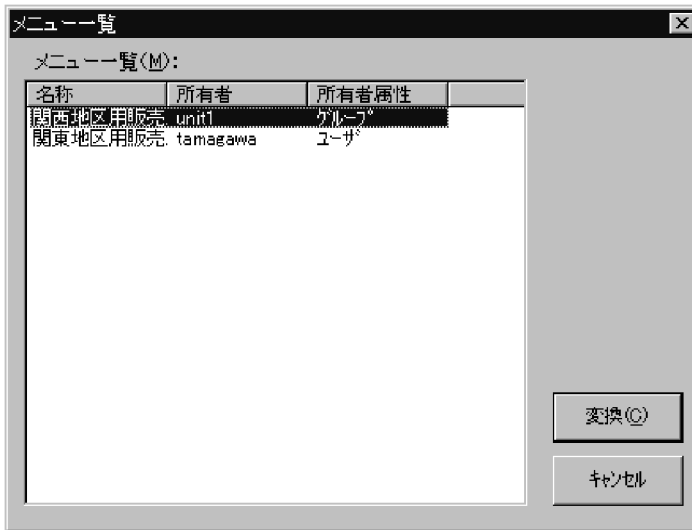 メニュー一覧
メニュー一覧(M):
名称 所有者 所有者属性
関西地区用販売... unit1 ｸﾞﾙｰﾌﾟ
関東地区用販売... tamagawa ﾕｰｻﾞ
変換(C)
ｷｬﾝｾﾙ